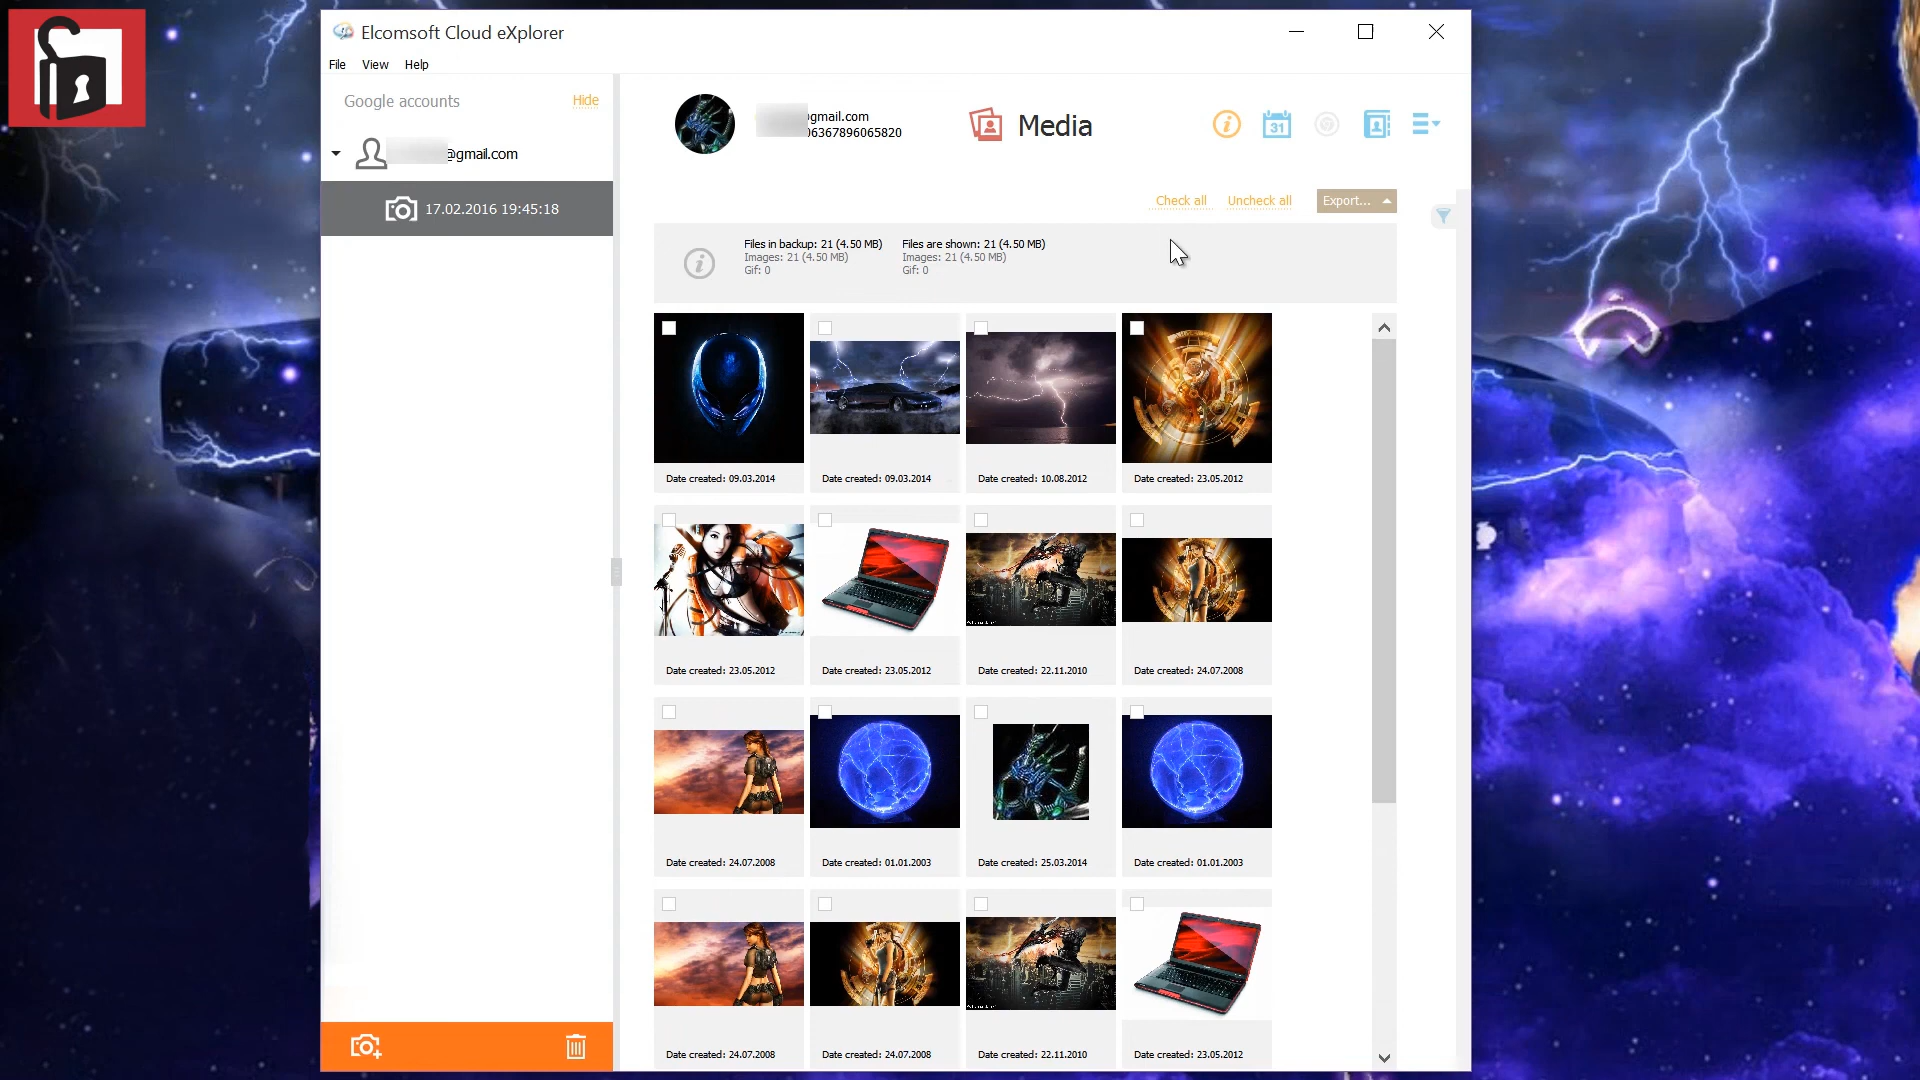 Elcomsoft Cloud eXplorer
File View Help
Google accounts Hide
@gmail.com
17.02.2016 19:45:18
gmail.com
06367896065820
Media
31
Check all Uncheck all Export...
Files in backup: 21 (4.50 MB) Files are shown: 21 (4.50 MB)
Images: 21 (4.50 MB) Images: 21 (4.50 MB)
Gif: 0 Gif: 0
Date created: 09.03.2014 Date created: 09.03.2014 Date created: 10.08.2012 Date created: 23.05.2012
Date created: 23.05.2012 Date created: 23.05.2012 Date created: 22.11.2010 Date created: 24.07.2008
Date created: 24.07.2008 Date created: 01.01.2003 Date created: 25.03.2014 Date created: 01.01.2003
Date created: 24.07.2008 Date created: 24.07.2008 Date created: 22.11.2010 Date created: 23.05.2012